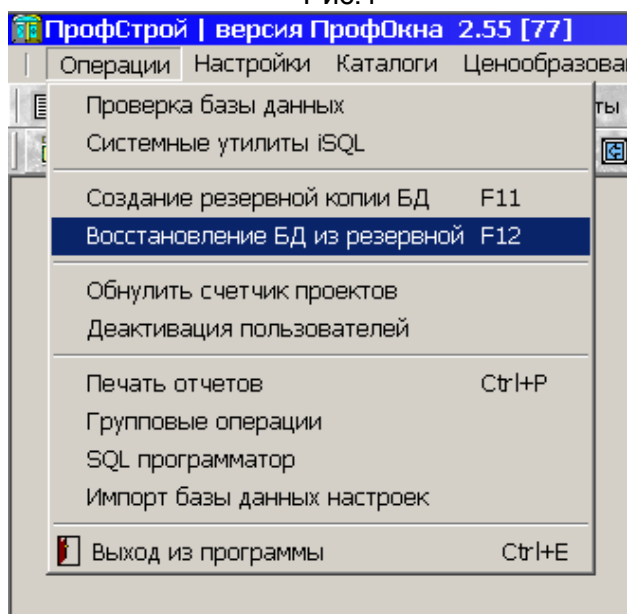 ПрофСтрой | версия ПрофОкна 2.55 [77]
Операции Настройки Каталоги Ценообразова
ты
Проверка базы данных
Системные утилиты iSQL
Создание резервной копии БД F11
Восстановление БД из резервной F12
Обнулить счетчик проектов
Деактивация пользователей
Печать отчетов Ctrl+P
Групповые операции
SQL программатор
Импорт базы данных настроек
Выход из программы Ctrl+E